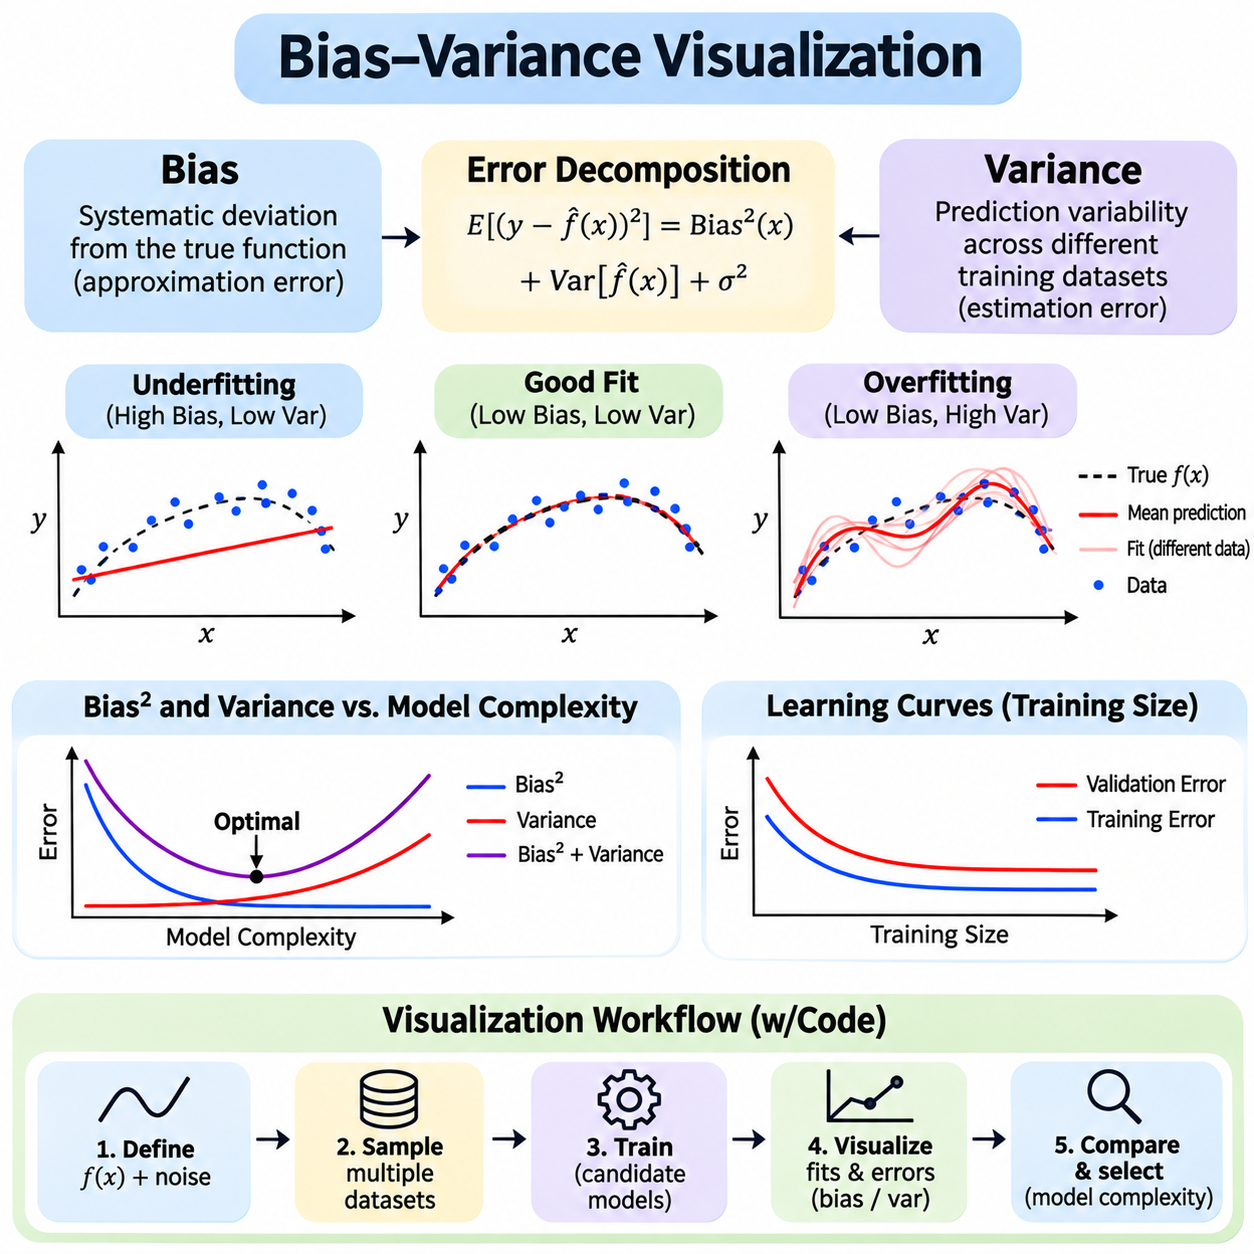 Bias–Variance Visualization
Bias
Systematic deviation
from the true function
(approximation error)
Error Decomposition
E[(y − f̂(x))²] = Bias²(x)
+ Var[f̂(x)] + σ²
Variance
Prediction variability
across different
training datasets
(estimation error)
Underfitting
(High Bias, Low Var)
y
x
Good Fit
(Low Bias, Low Var)
y
x
Overfitting
(Low Bias, High Var)
y
x
True f(x)
Mean prediction
Fit (different data)
Data
Bias² and Variance vs. Model Complexity
Error
Optimal
Model Complexity
Bias²
Variance
Bias² + Variance
Learning Curves (Training Size)
Error
Training Size
Validation Error
Training Error
Visualization Workflow (w/Code)
1. Define
f(x) + noise
2. Sample
multiple
datasets
3. Train
(candidate
models)
4. Visualize
fits & errors
(bias / var)
5. Compare
& select
(model complexity)